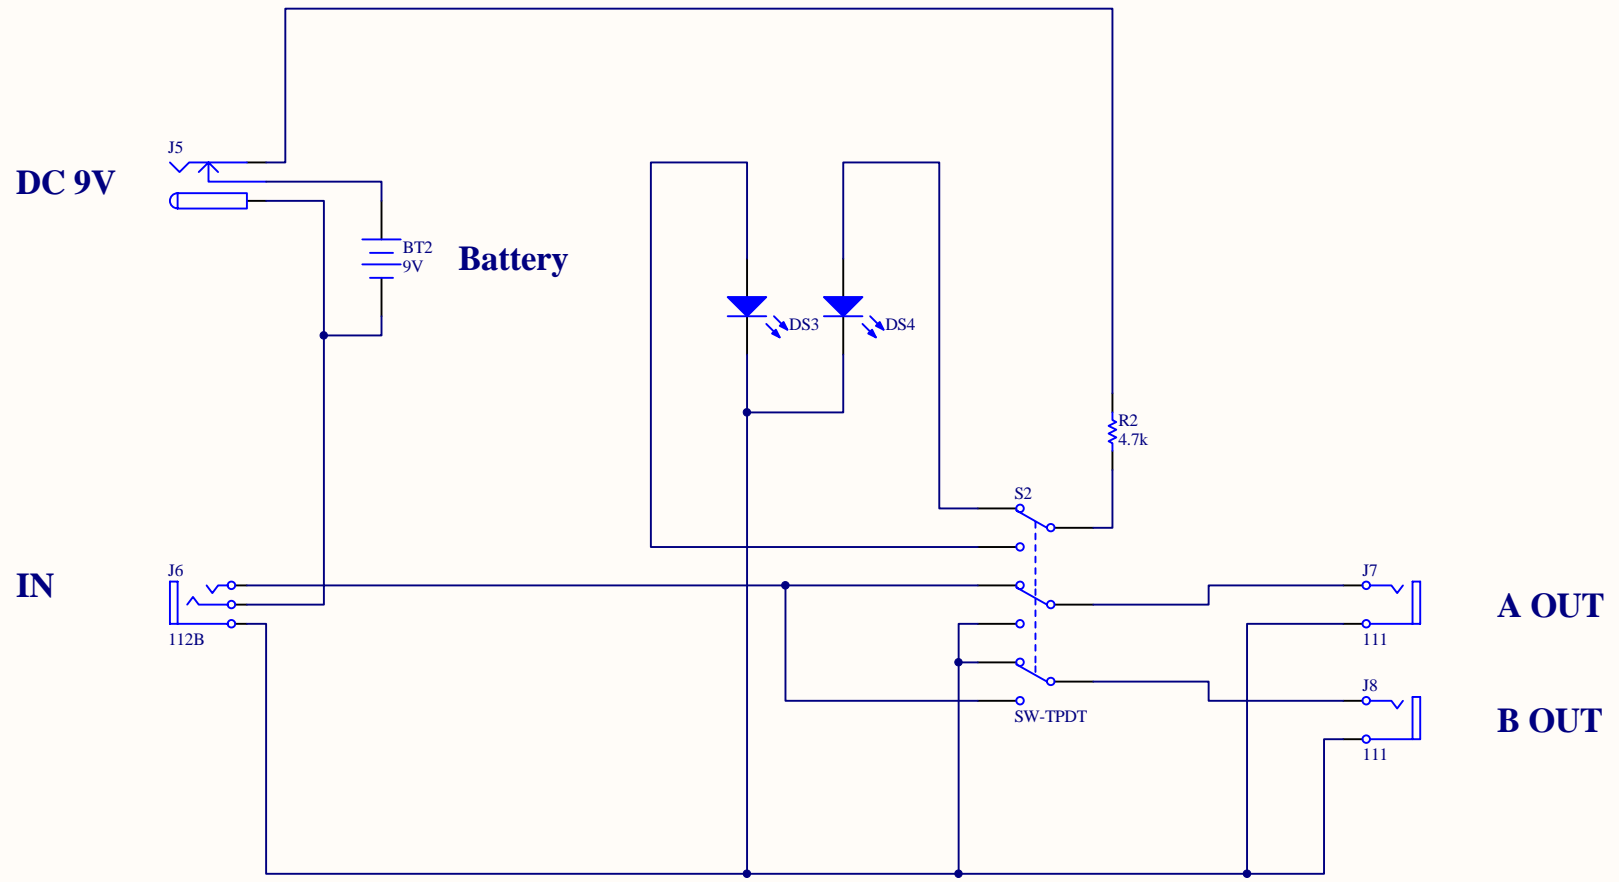 J5
DC 9V
BT2
9V
Battery
DS3
DS4
R2
4.7k
S2
J6
IN
112B
J7
A OUT
111
J8
SW-TPDT
B OUT
111